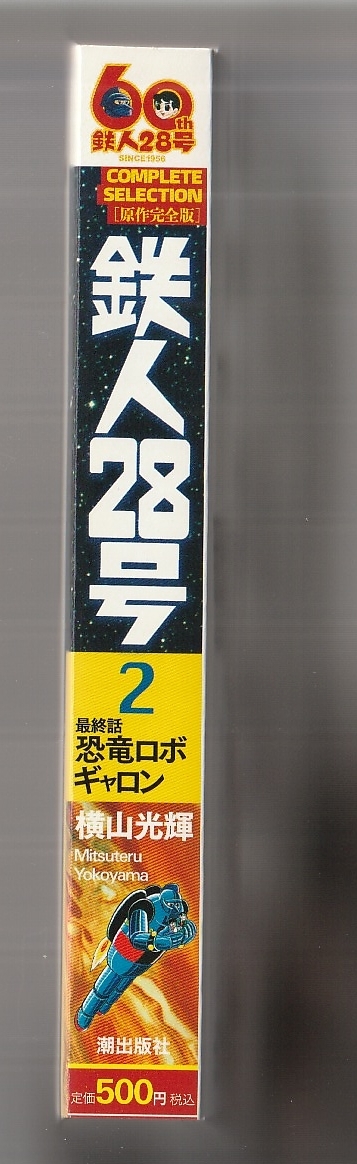 60th
鉄人28号
SINCE1956
COMPLETE
SELECTION
[原作完全版]
鉄人28号
2
最終話
恐竜ロボ
ギャロン
横山光輝
Mitsuteru
Yokoyama
潮出版社
定価500円税込